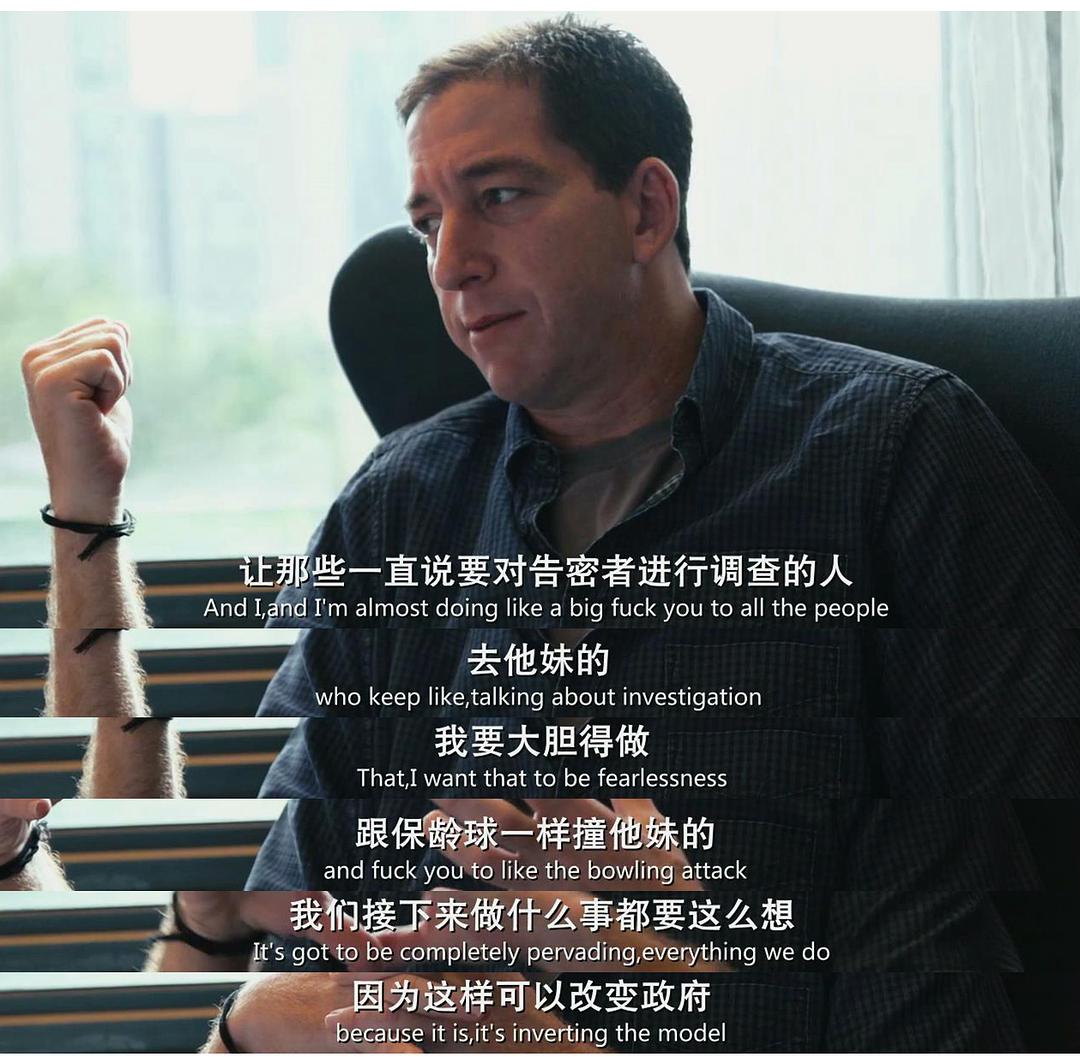 让那些一直说要对告密者进行调查的人
And I,and I'm almost doing like a big fuck you to all the people
去他妹的
who keep like,talking about investigation
我要大胆得做
That,I want that to be fearlessness
跟保龄球一样撞他妹的
and fuck you to like the bowling attack
我们接下来做什么事都要这么想
It's got to be completely pervading,everything we do
因为这样可以改变政府
because it is,it's inverting the model